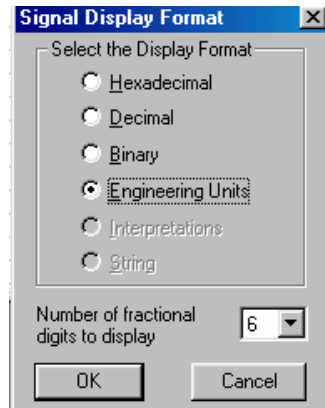 Signal Display Format
Select the Display Format
Hexadecimal
Decimal
Binary
Engineering Units
Interpretations
String
Number of fractional
digits to display
6
OK
Cancel